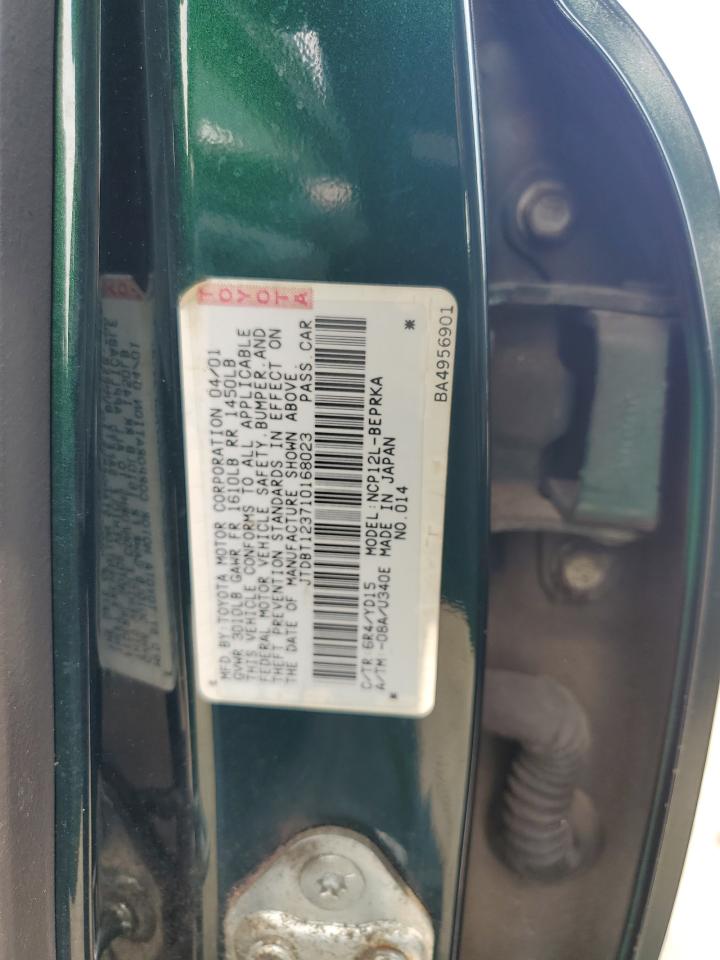 TOYOTA
MFD BY:TOYOTA MOTOR CORPORATION 04/01
GVWR 3010LB GAWR FR 1610LB RR 1450LB
THIS VEHICLE CONFORMS TO ALL APPLICABLE
FEDERAL MOTOR VEHICLE SAFETY,BUMPER,AND
THEFT PREVENTION STANDARDS IN EFFECT ON
THE DATE OF MANUFACTURE SHOWN ABOVE.
JTDBT123710168023 PASS.CAR
C/TR 6R4/YD15 MODEL:NCP12L-BEPRKA
A/TM -08A/U340E MADE IN JAPAN
NO.014
* *
BA4956901